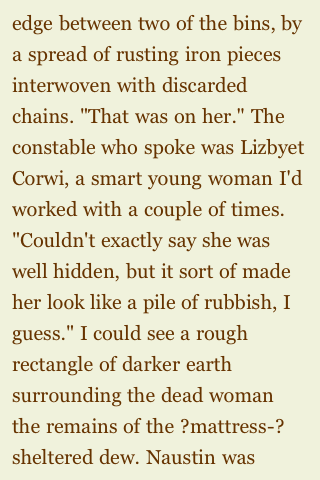 edge between two of the bins, by
a spread of rusting iron pieces
interwoven with discarded
chains. "That was on her." The
constable who spoke was Lizbyet
Corwi, a smart young woman I'd
worked with a couple of times.
"Couldn't exactly say she was
well hidden, but it sort of made
her look like a pile of rubbish, I
guess." I could see a rough
rectangle of darker earth
surrounding the dead woman
the remains of the ?mattress-?
sheltered dew. Naustin was